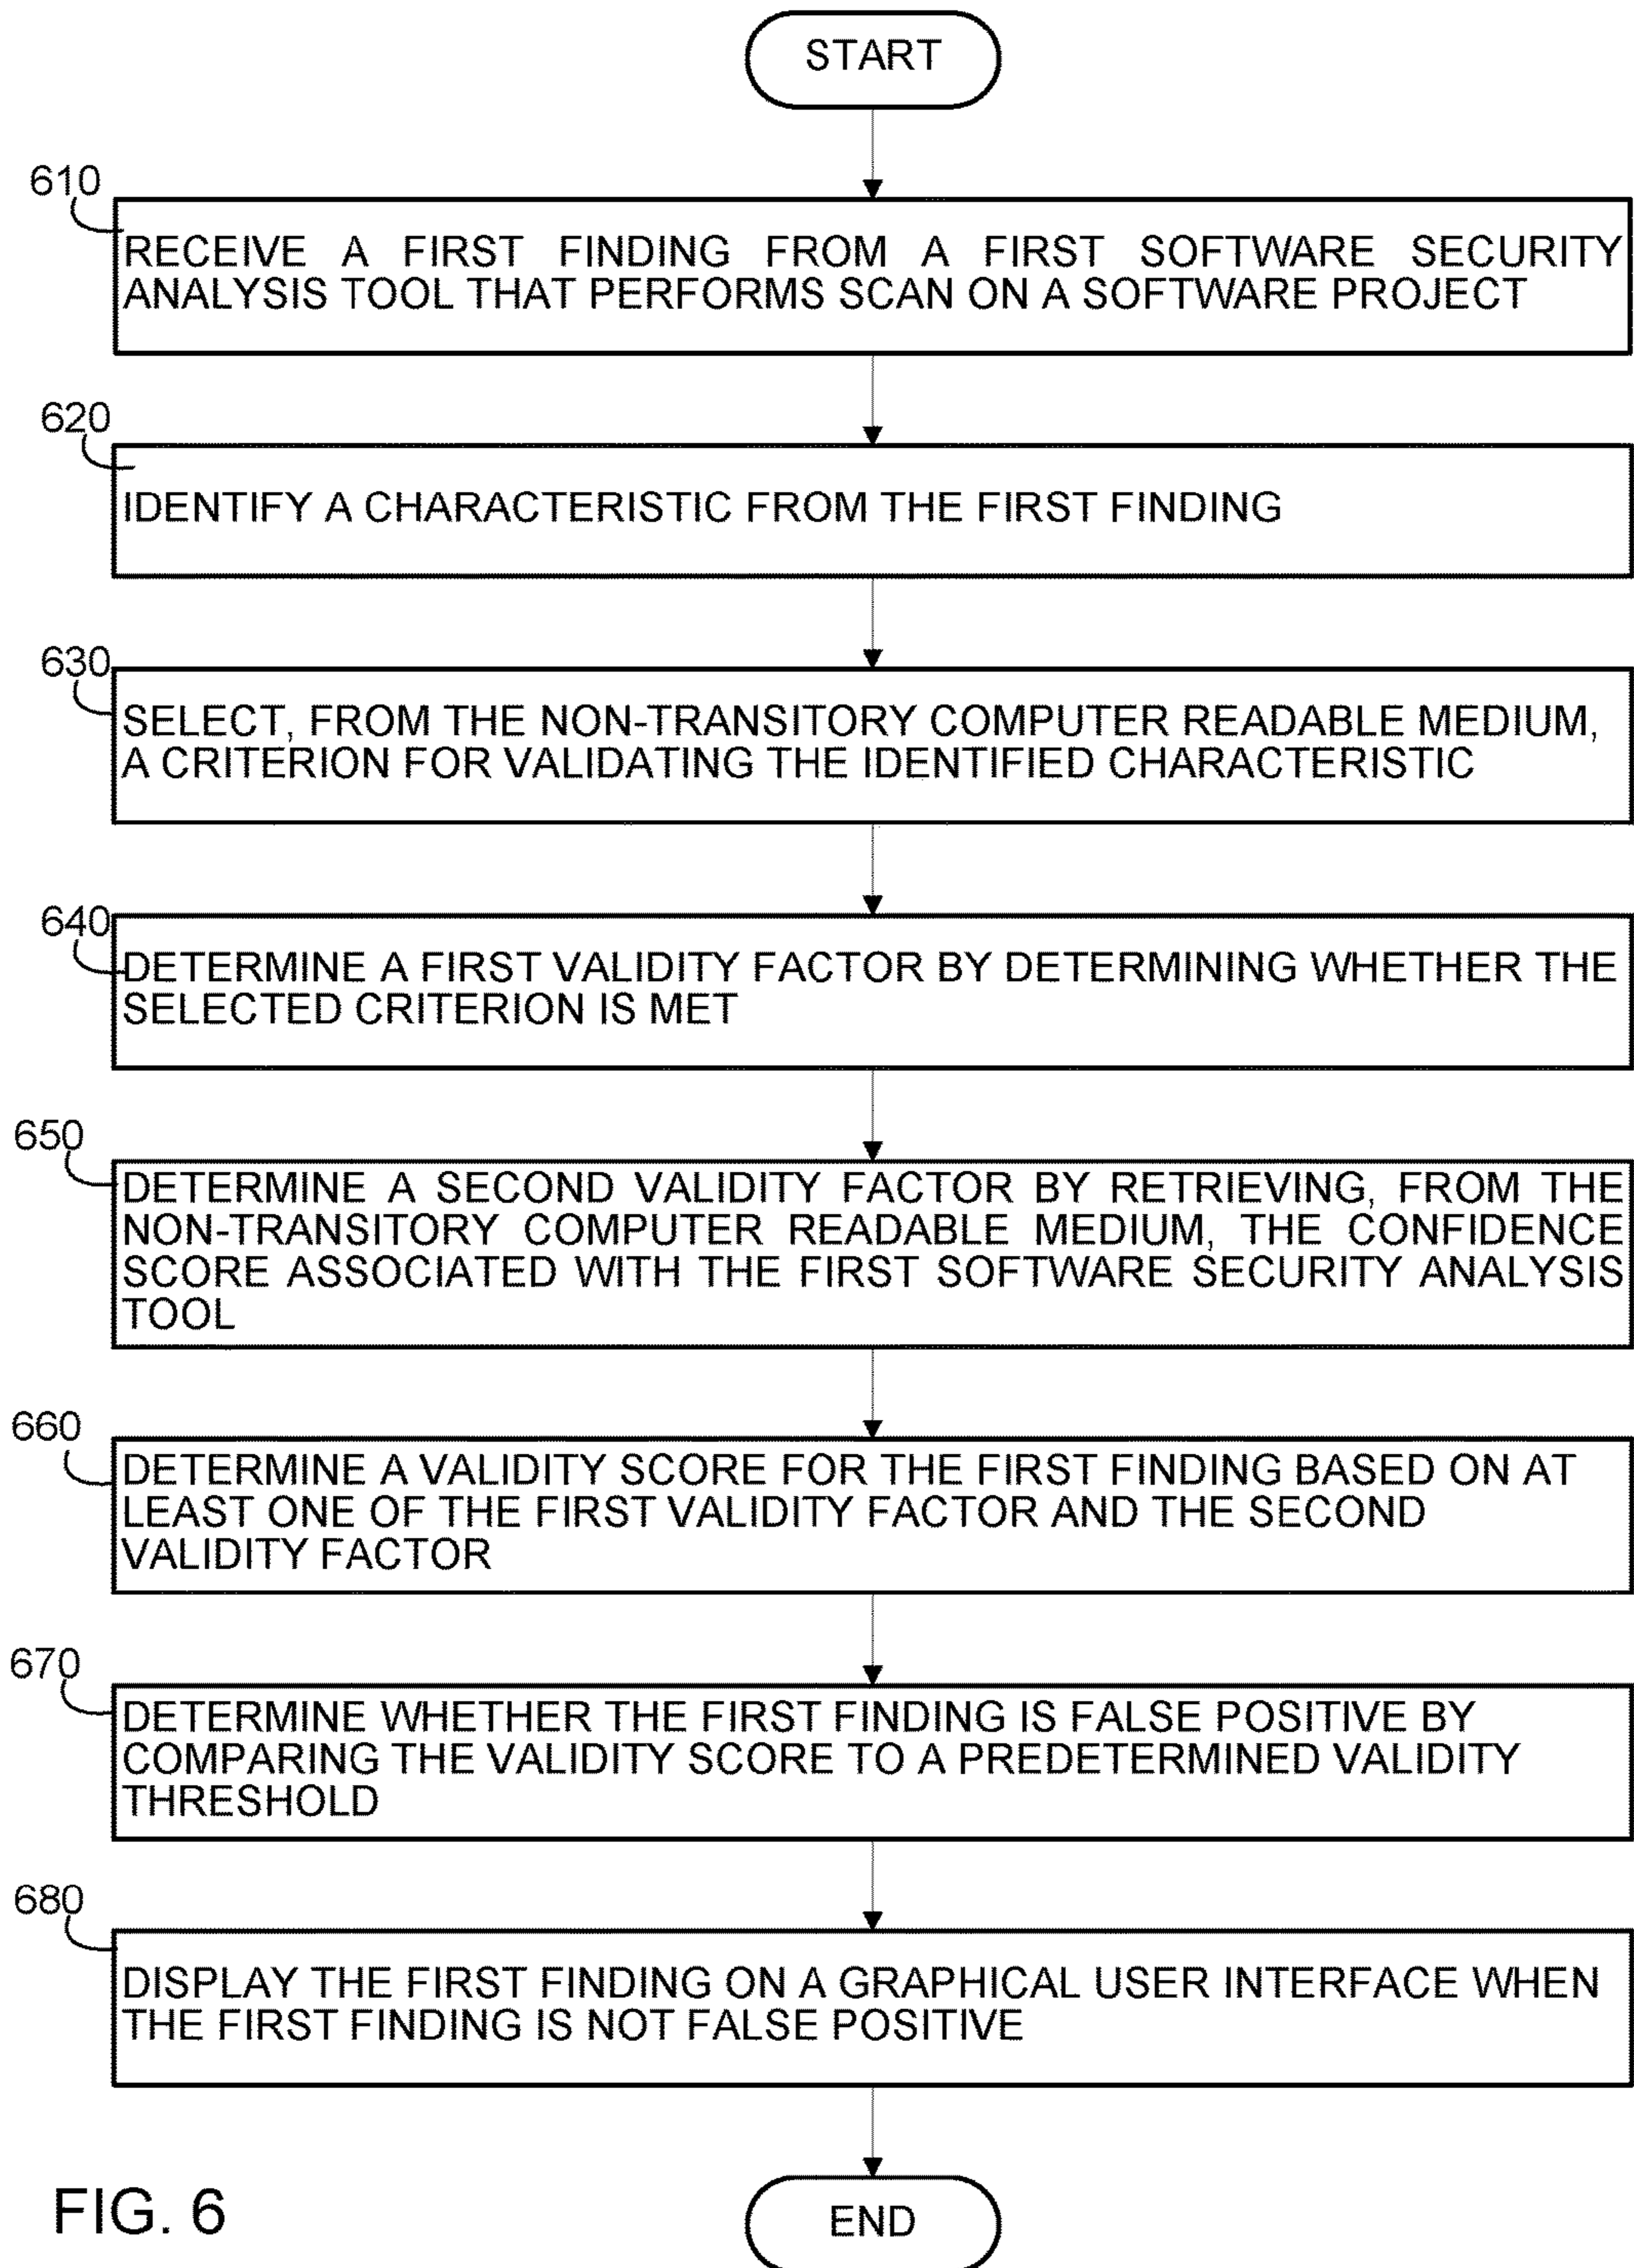 START
610
RECEIVE A FIRST FINDING FROM A FIRST SOFTWARE SECURITY
ANALYSIS TOOL THAT PERFORMS SCAN ON A SOFTWARE PROJECT
620
IDENTIFY A CHARACTERISTIC FROM THE FIRST FINDING
630
SELECT, FROM THE NON-TRANSITORY COMPUTER READABLE MEDIUM,
A CRITERION FOR VALIDATING THE IDENTIFIED CHARACTERISTIC
640
DETERMINE A FIRST VALIDITY FACTOR BY DETERMINING WHETHER THE
SELECTED CRITERION IS MET
650
DETERMINE A SECOND VALIDITY FACTOR BY RETRIEVING, FROM THE
NON-TRANSITORY COMPUTER READABLE MEDIUM, THE CONFIDENCE
SCORE ASSOCIATED WITH THE FIRST SOFTWARE SECURITY ANALYSIS
TOOL
660
DETERMINE A VALIDITY SCORE FOR THE FIRST FINDING BASED ON AT
LEAST ONE OF THE FIRST VALIDITY FACTOR AND THE SECOND
VALIDITY FACTOR
670
DETERMINE WHETHER THE FIRST FINDING IS FALSE POSITIVE BY
COMPARING THE VALIDITY SCORE TO A PREDETERMINED VALIDITY
THRESHOLD
680
DISPLAY THE FIRST FINDING ON A GRAPHICAL USER INTERFACE WHEN
THE FIRST FINDING IS NOT FALSE POSITIVE
END
FIG. 6